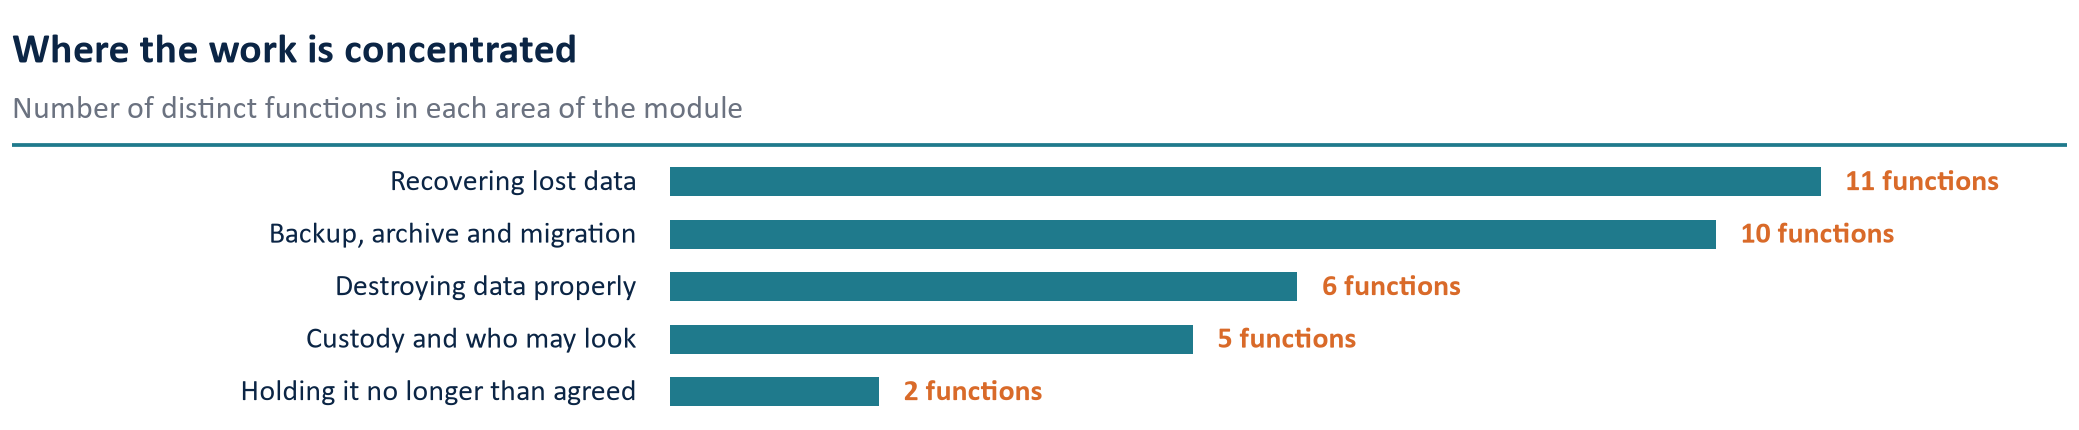 Where the work is concentrated
Number of distinct functions in each area of the module
Recovering lost data 11 functions
Backup, archive and migration 10 functions
Destroying data properly 6 functions
Custody and who may look 5 functions
Holding it no longer than agreed 2 functions